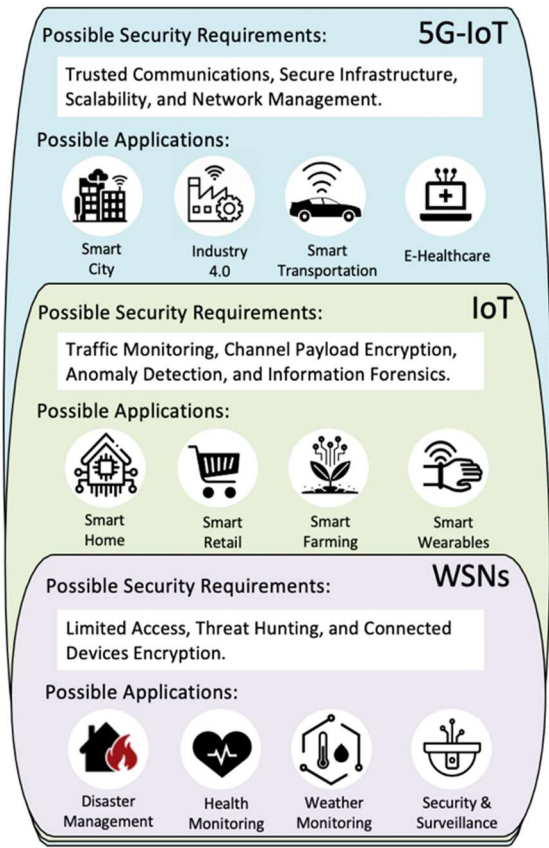 Possible Security Requirements:
5G-IoT
Trusted Communications, Secure Infrastructure,
Scalability, and Network Management.
Possible Applications:
Smart
City
Industry
4.0
Smart
Transportation
E-Healthcare
Possible Security Requirements:
IoT
Traffic Monitoring, Channel Payload Encryption,
Anomaly Detection, and Information Forensics.
Possible Applications:
Smart
Home
Smart
Retail
Smart
Farming
Smart
Wearables
Possible Security Requirements:
WSNs
Limited Access, Threat Hunting, and Connected
Devices Encryption.
Possible Applications:
Disaster
Management
Health
Monitoring
Weather
Monitoring
Security &
Surveillance